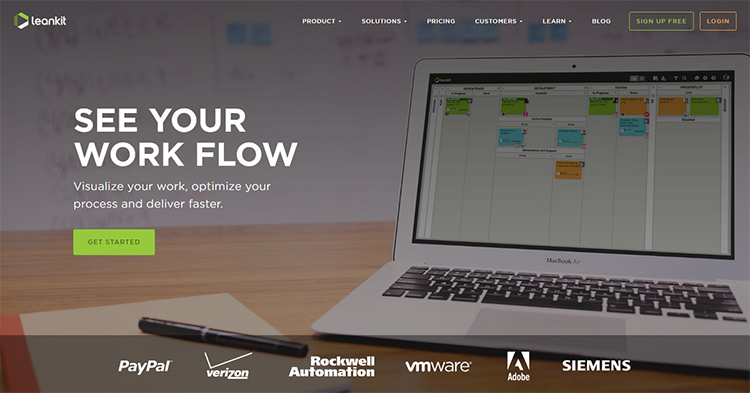 leankit
PRODUCT
SOLUTIONS
PRICING
CUSTOMERS
LEARN
BLOG
SIGN UP FREE
LOGIN
SEE YOUR
WORK FLOW
Visualize your work, optimize your
process and deliver faster.
GET STARTED
leankit
MacBook Air
PayPal
verizon
Rockwell
Automation
vmware
Adobe
SIEMENS